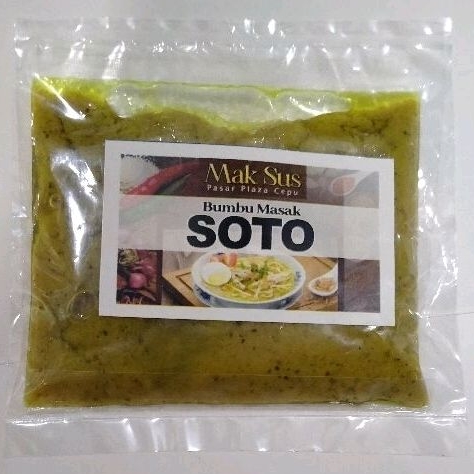 Mak Sus
Pasar Plaza Cepu
Bumbu Masak
SOTO